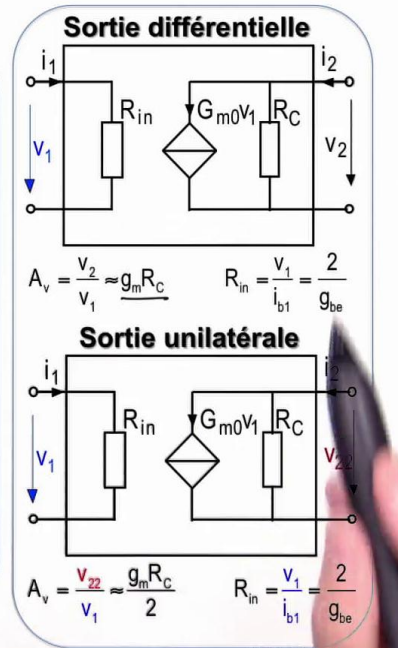 Sortie différentielle
i1 i2
Rin Gm0v1 RC
v1 v2
Av = v2/v1 ≈ gmRC Rin = v1/ib1 = 2/gbe
Sortie unilatérale
i1 i2
Rin Gm0v1 RC
v1 v22
Av = v22/v1 ≈ gmRC/2 Rin = v1/ib1 = 2/gbe